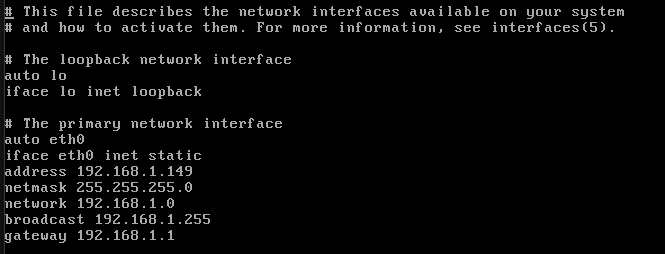 # This file describes the network interfaces available on your system
# and how to activate them. For more information, see interfaces(5).
# The loopback network interface
auto lo
iface lo inet loopback
# The primary network interface
auto eth0
iface eth0 inet static
address 192.168.1.149
netmask 255.255.255.0
network 192.168.1.0
broadcast 192.168.1.255
gateway 192.168.1.1